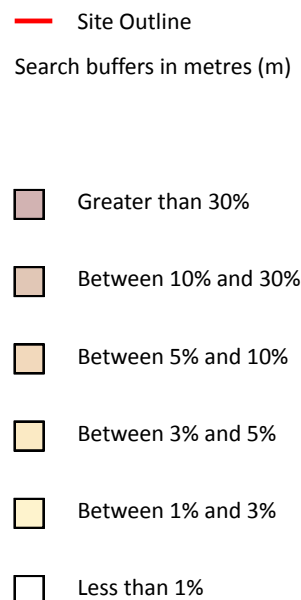 Site Outline
Search buffers in metres (m)
Greater than 30%
Between 10% and 30%
Between 5% and 10%
Between 3% and 5%
Between 1% and 3%
Less than 1%